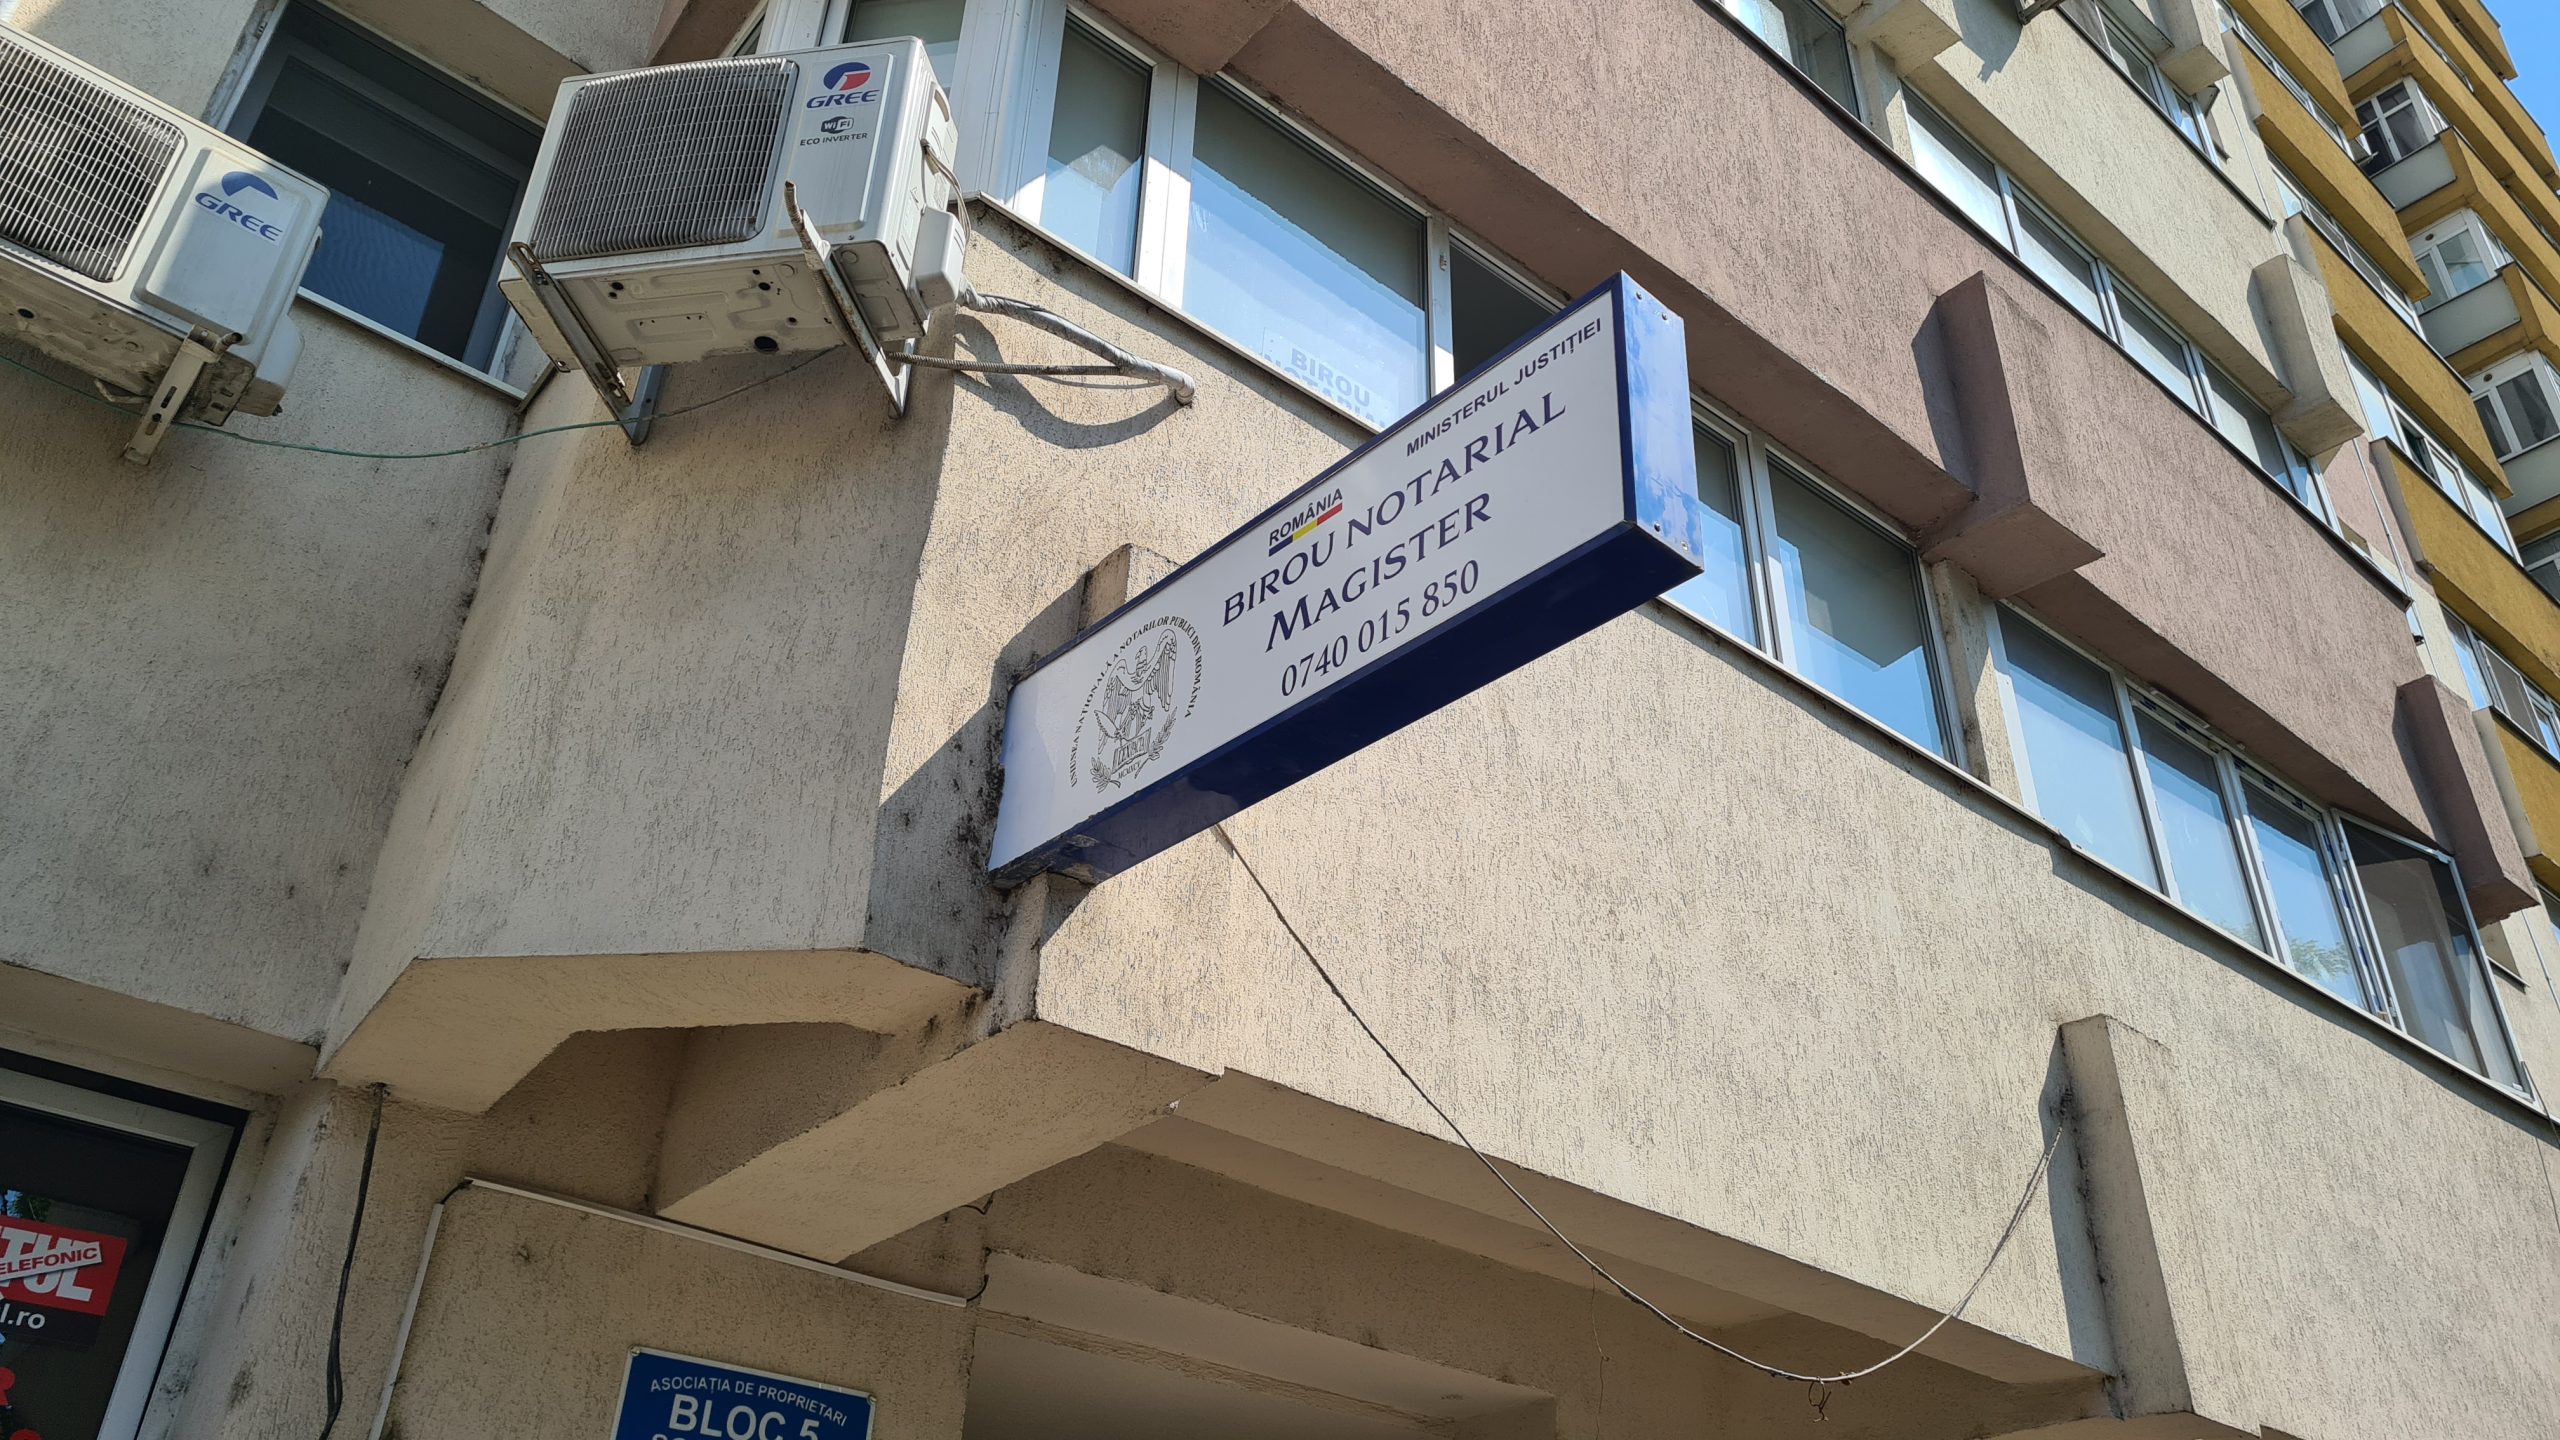 GREE
GREE
WiFi
ECO INVERTER
BIROU
MINISTERUL JUSTIȚIEI
ROMÂNIA
BIROU NOTARIAL
MAGISTER
0740 015 850
UNIUNEA NAȚIONALĂ A NOTARILOR PUBLICI DIN ROMÂNIA
MCMXCV
ASOCIAȚIA DE PROPRIETARI
BLOC 5